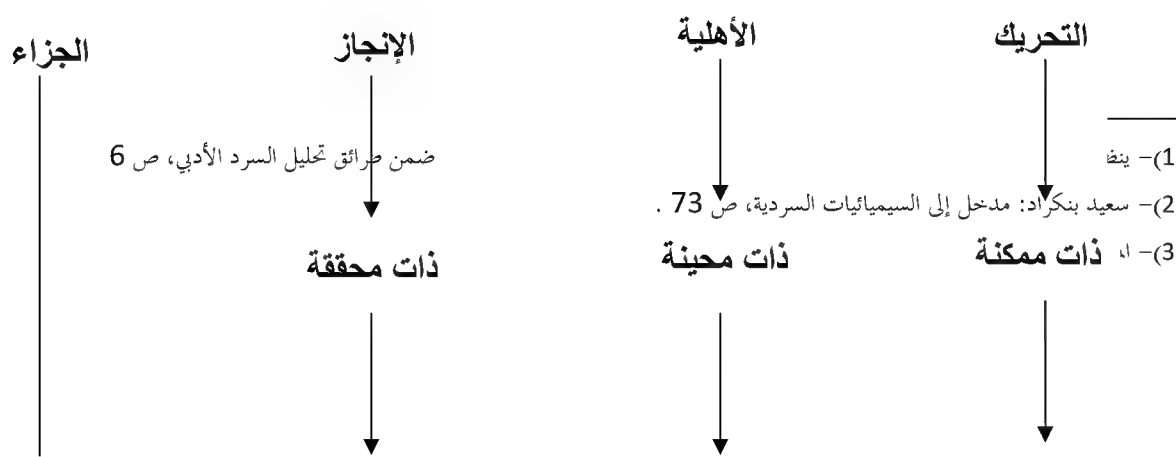 التحريك الأهلية الإنجاز الجزاء
1)- ينظ ضمن طرائق تحليل السرد الأدبي، ص 6
2)- سعيد بنكراد: مدخل إلى السيميائيات السردية، ص 73 .
3)-
ذات ممكنة ذات محينة ذات محققة